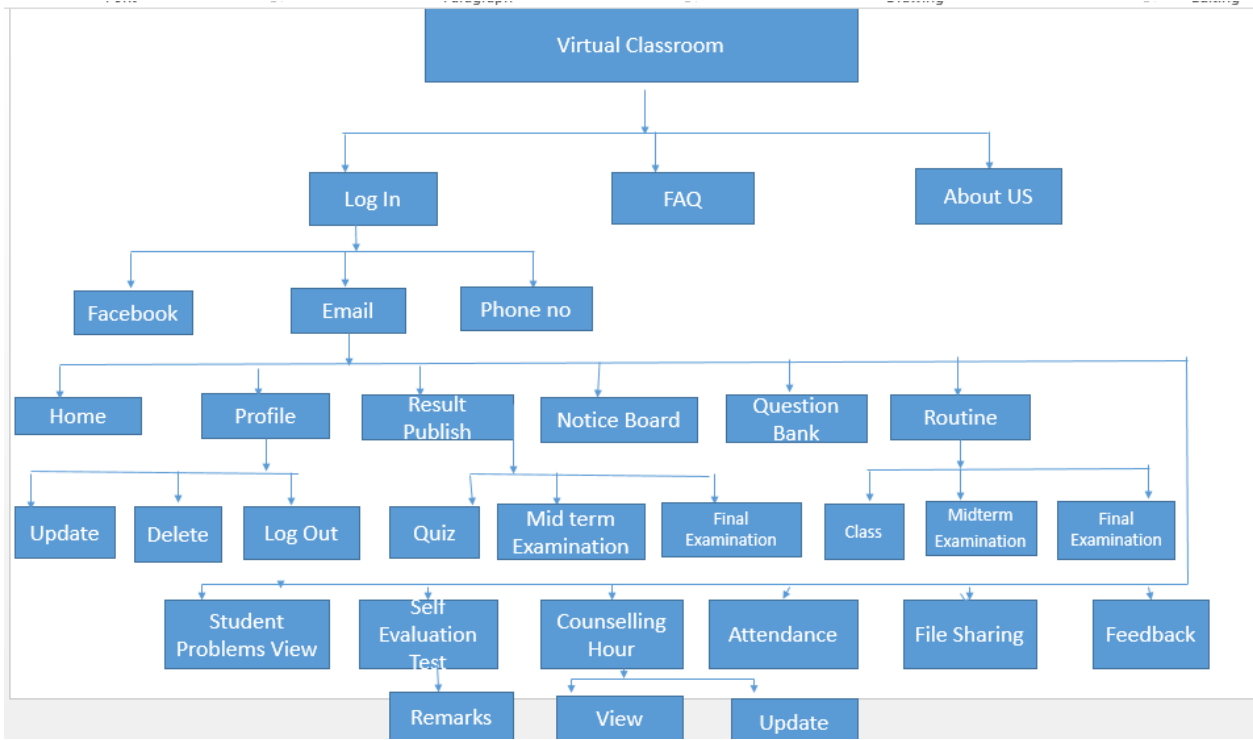 Virtual Classroom
Log In
FAQ
About US
Facebook
Email
Phone no
Home
Profile
Result
Publish
Notice Board
Question
Bank
Routine
Update
Delete
Log Out
Quiz
Mid term
Examination
Final
Examination
Class
Midterm
Examination
Final
Examination
Student
Problems View
Self
Evaluation
Test
Counselling
Hour
Attendance
File Sharing
Feedback
Remarks
View
Update